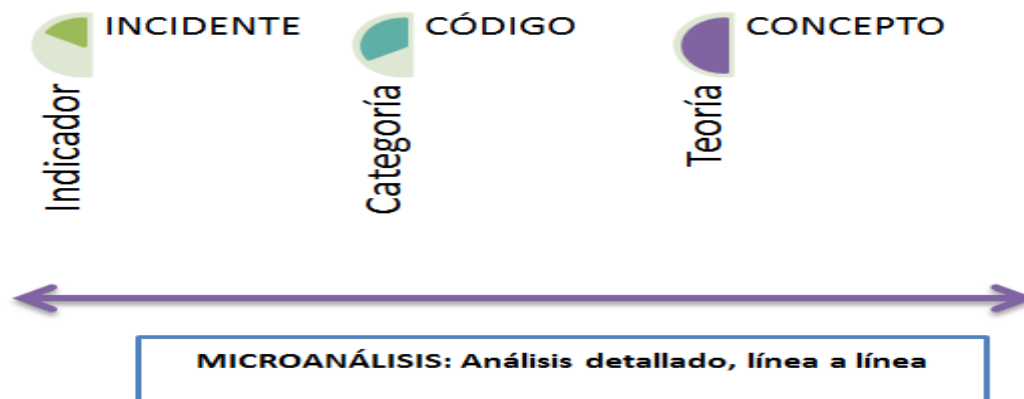 INCIDENTE
Indicador
CÓDIGO
Categoría
CONCEPTO
Teoría
MICROANÁLISIS: Análisis detallado, línea a línea